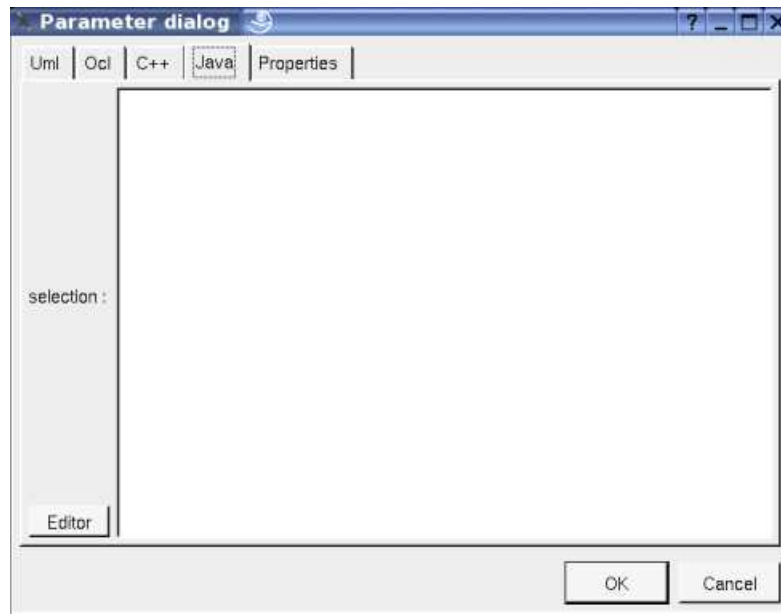 Parameter dialog
Uml Ocl C++ Java Properties
selection :
Editor
OK Cancel